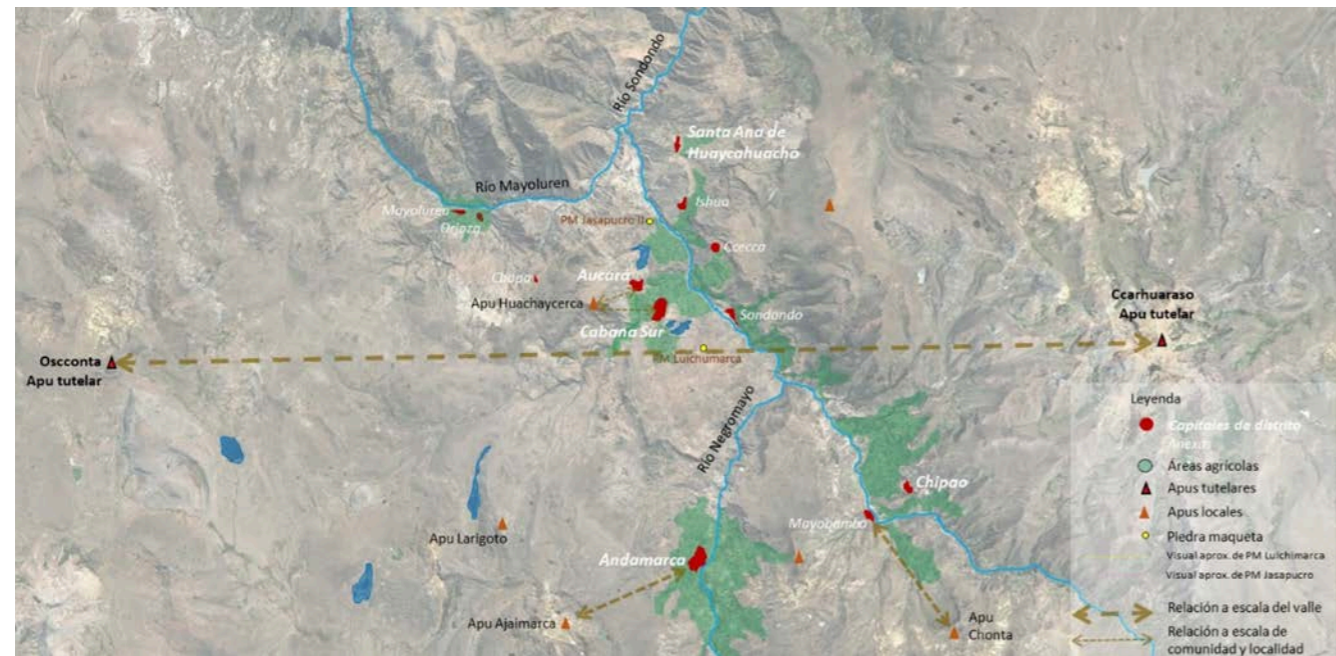 Río Sondondo
Santa Ana de
Huaycahuacho
Río Mayoluren
Mayoluren
Ishua
PM Jasapucro II
Ccecca
Chapa
Aucará
Apu Huachaycerca
Cabana Sur
Sondondo
Ccarhuaraso
Apu tutelar
Oscconta
Apu tutelar
PM Luichumarca
Río Negromayo
Chipao
Mayobamba
Apu Larigoto
Andamarca
Apu Ajaimarca
Apu
Chonta
Leyenda
Capitales de distrito
Anexos
Áreas agrícolas
Apus tutelares
Apus locales
Piedra maqueta
Visual aprox. de PM Luichimarca
Visual aprox. de PM Jasapucro
Relación a escala del valle
Relación a escala de
comunidad y localidad